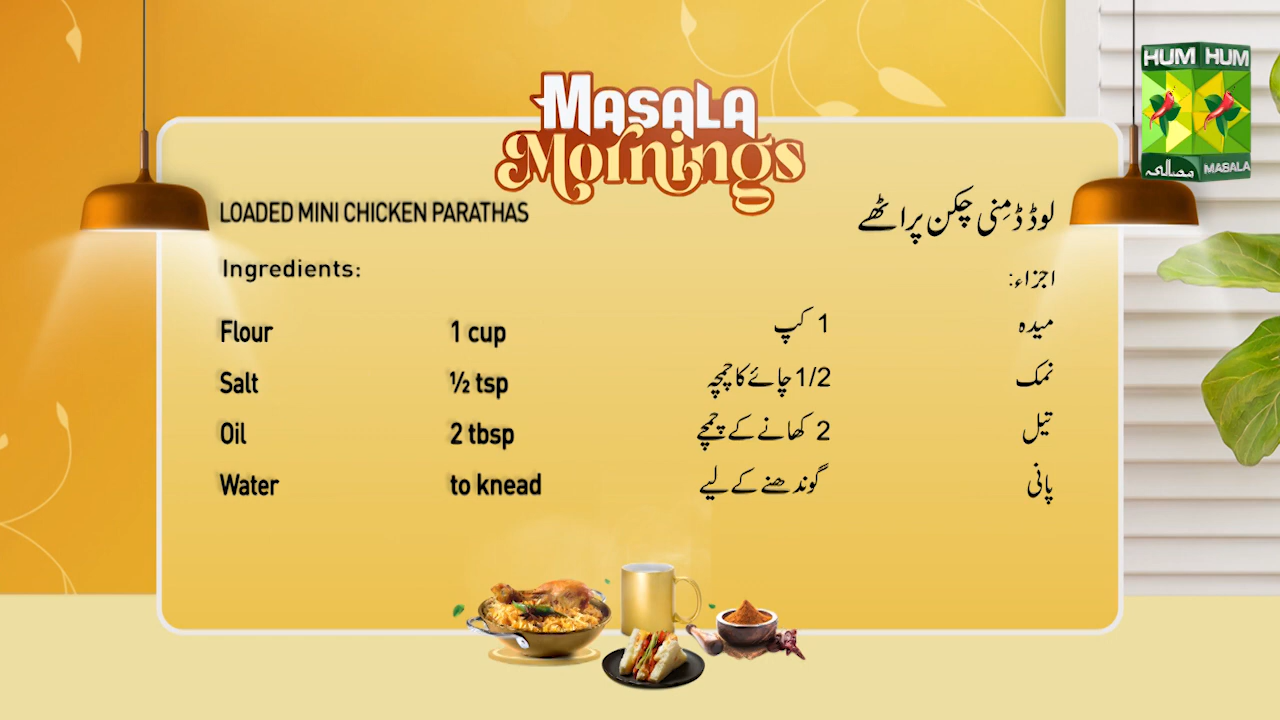 MASALA
Mornings
HUM HUM
مصالحہ MASALA
LOADED MINI CHICKEN PARATHAS لوڈڈ مِنی چکن پراٹھے
Ingredients: اجزاء:
Flour 1 cup 1 کپ میدہ
Salt ½ tsp 1/2 چائے کا چمچہ نمک
Oil 2 tbsp 2 کھانے کے چمچے تیل
Water to knead گوندھنے کے لیے پانی